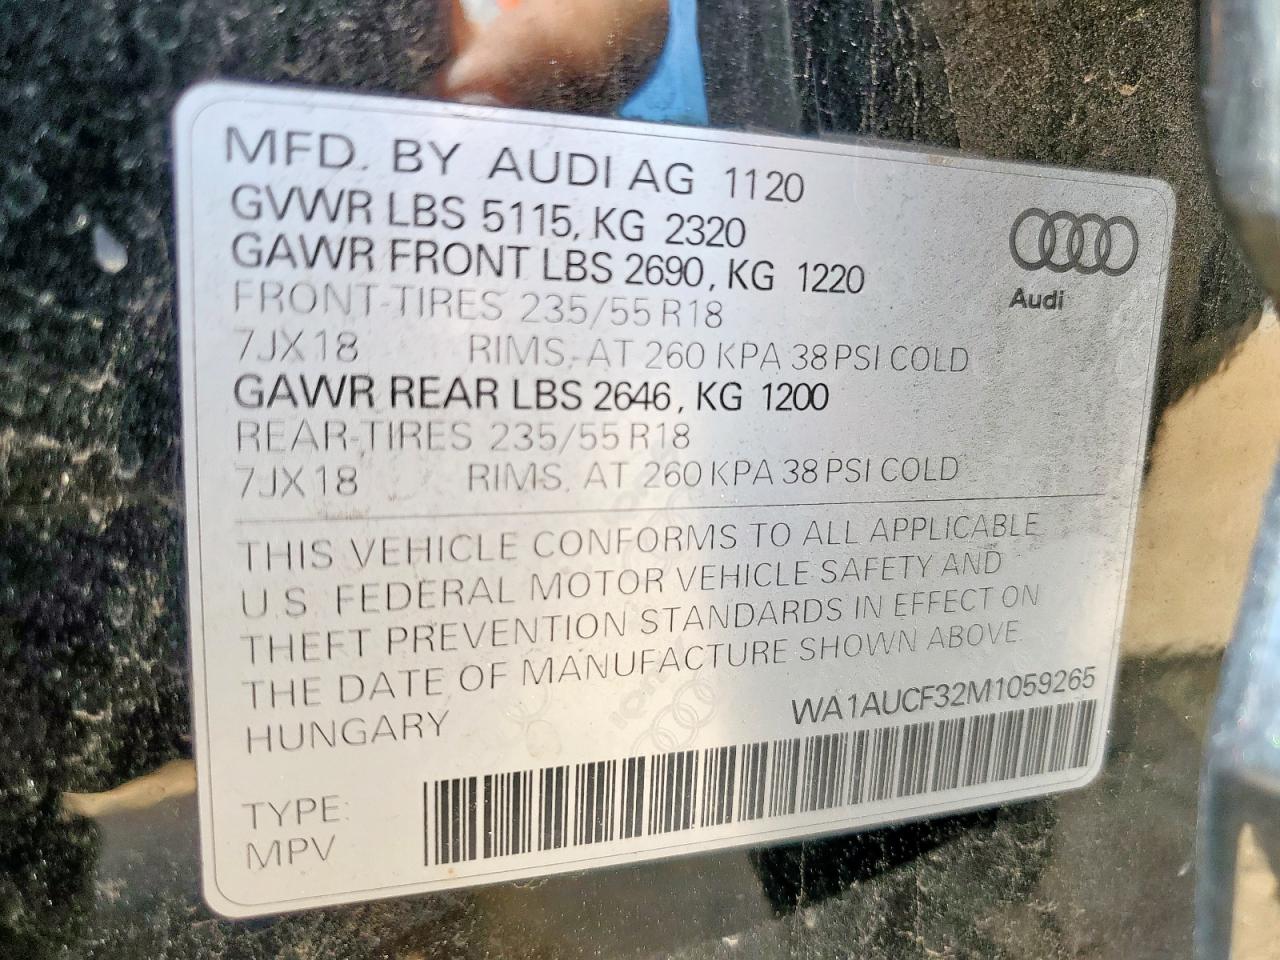 MFD. BY AUDI AG 1120
GVWR LBS 5115, KG 2320
GAWR FRONT LBS 2690, KG 1220
FRONT-TIRES 235/55 R18
7JX18 RIMS, AT 260 KPA 38 PSI COLD
GAWR REAR LBS 2646, KG 1200
REAR-TIRES 235/55 R18
7JX18 RIMS, AT 260 KPA 38 PSI COLD
Audi
THIS VEHICLE CONFORMS TO ALL APPLICABLE
U.S. FEDERAL MOTOR VEHICLE SAFETY AND
THEFT PREVENTION STANDARDS IN EFFECT ON
THE DATE OF MANUFACTURE SHOWN ABOVE.
HUNGARY WA1AUCF32M1059265
TYPE:
MPV